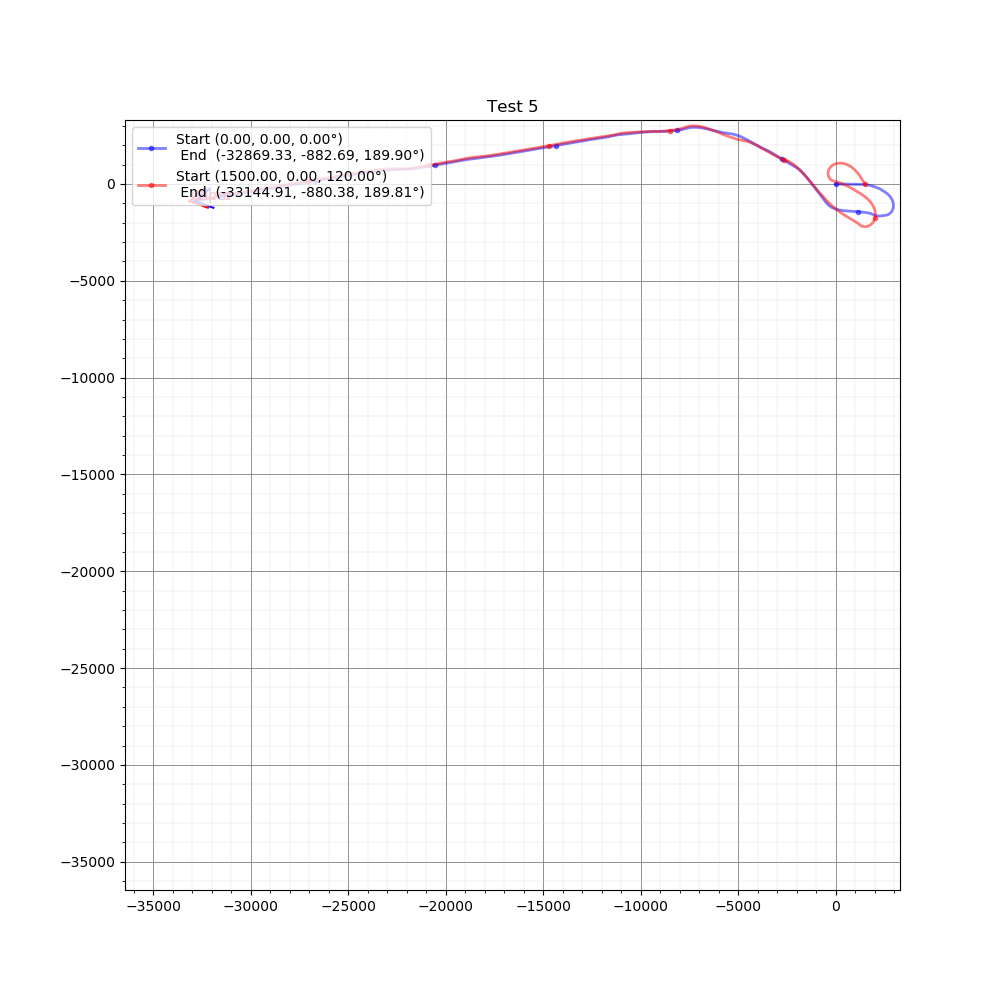 Test 5
Start (0.00, 0.00, 0.00°)
End (-32869.33, -882.69, 189.90°)
Start (1500.00, 0.00, 120.00°)
End (-33144.91, -880.38, 189.81°)
0
−5000
−10000
−15000
−20000
−25000
−30000
−35000
−35000 −30000 −25000 −20000 −15000 −10000 −5000 0